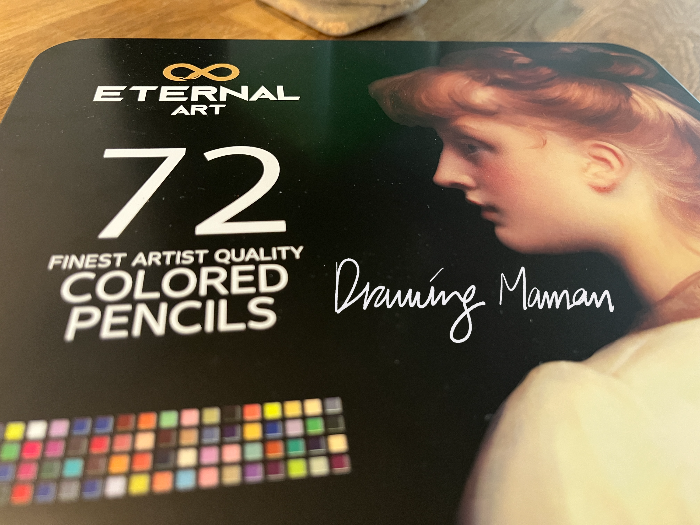 ETERNAL
ART
72
FINEST ARTIST QUALITY
COLORED
PENCILS
Drawing Maman